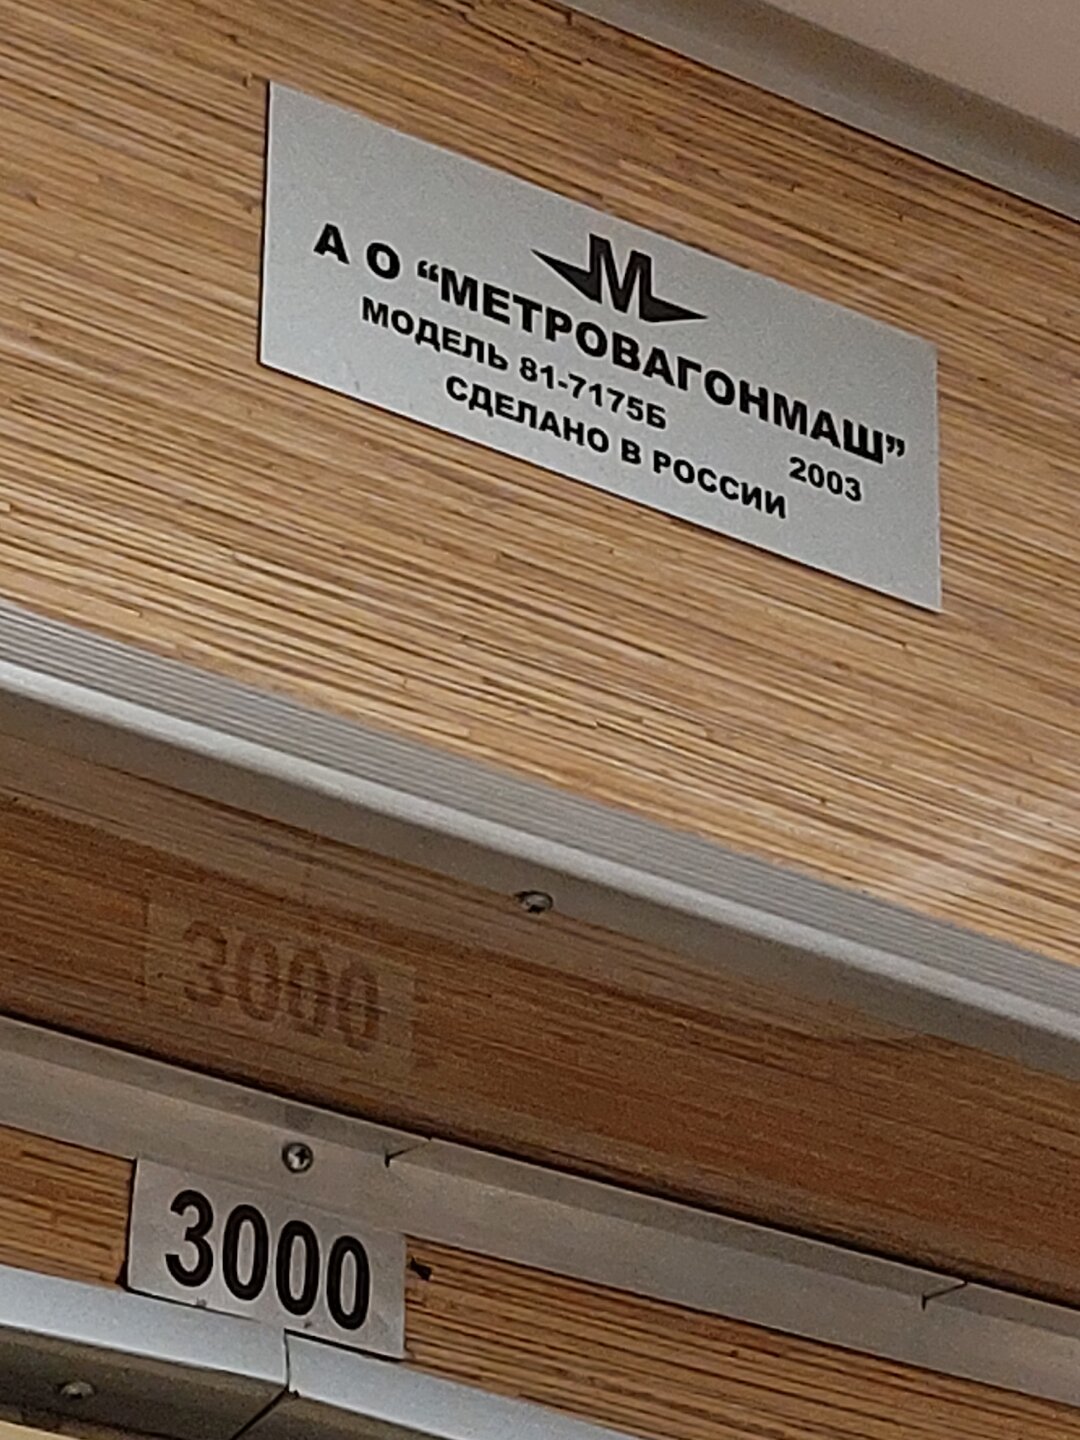 М
А О “МЕТРОВАГОНМАШ”
МОДЕЛЬ 81-7175Б 2003
СДЕЛАНО В РОССИИ
3000
3000